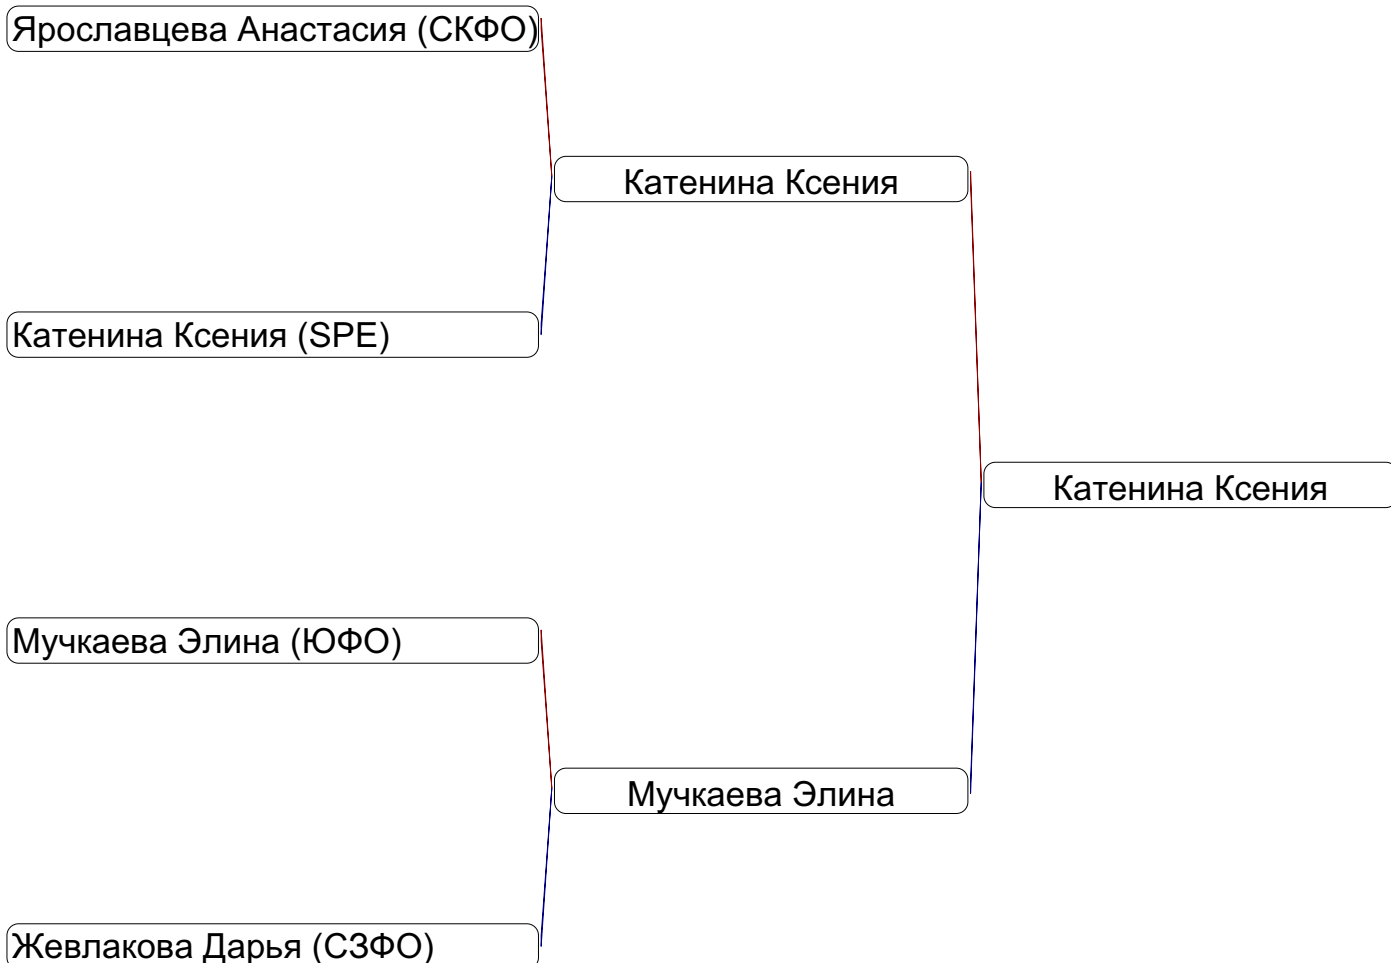 Ярославцева Анастасия (СКФО)
Катенина Ксения
Катенина Ксения (SPE)
Катенина Ксения
Мучкаева Элина (ЮФО)
Мучкаева Элина
Жевлакова Дарья (СЗФО)